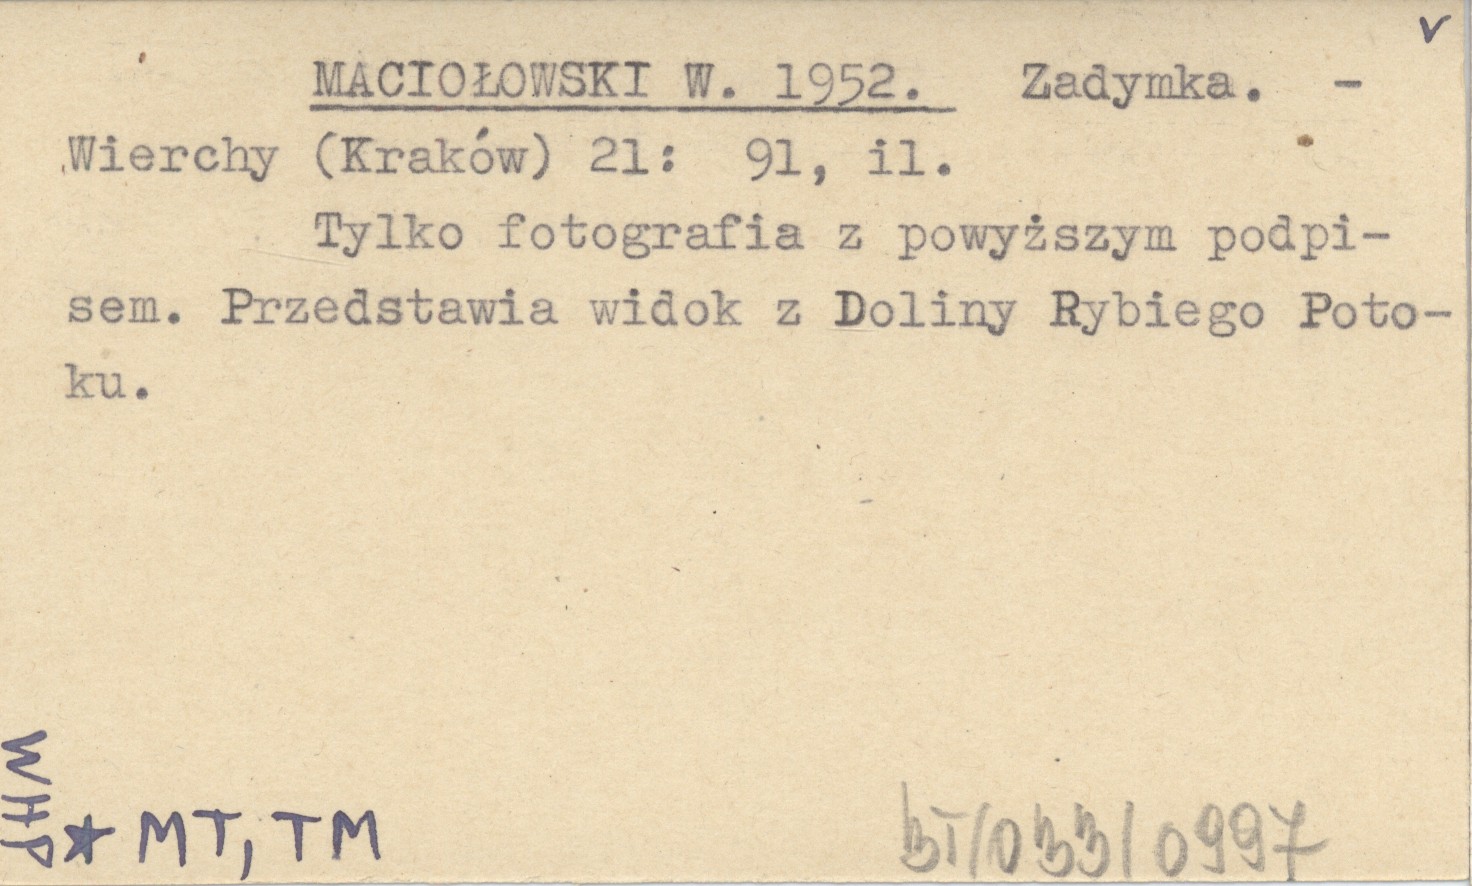 v
MACIOŁOWSKI W. 1952. Zadymka. -
Wierchy (Kraków) 21: 91, il.
Tylko fotografia z powyższym podpi-
sem. Przedstawia widok z Doliny Rybiego Poto-
ku.
WHP
* MT, TM
BT/033/0997